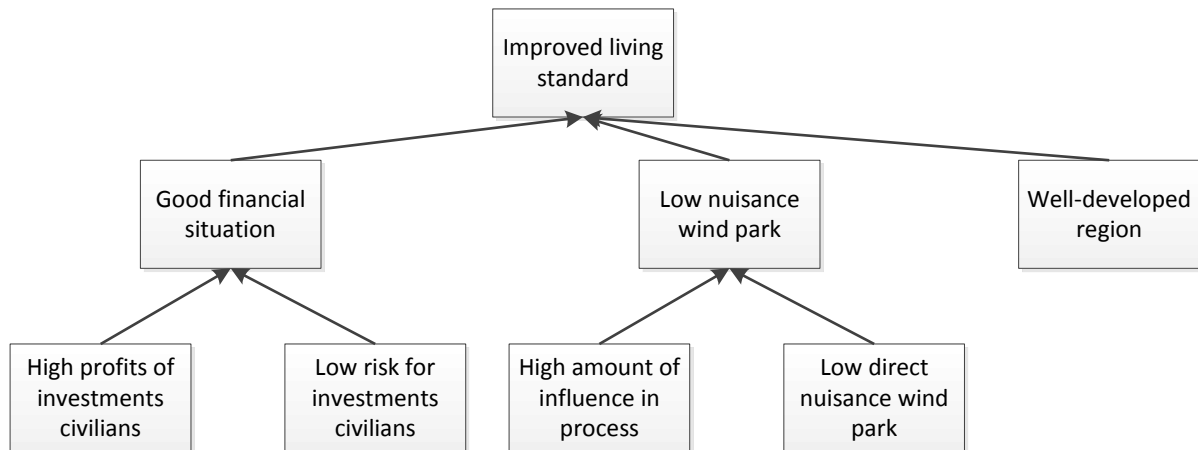 Improved living
standard
Good financial
situation
Low nuisance
wind park
Well-developed
region
High profits of
investments
civilians
Low risk for
investments
civilians
High amount of
influence in
process
Low direct
nuisance wind
park